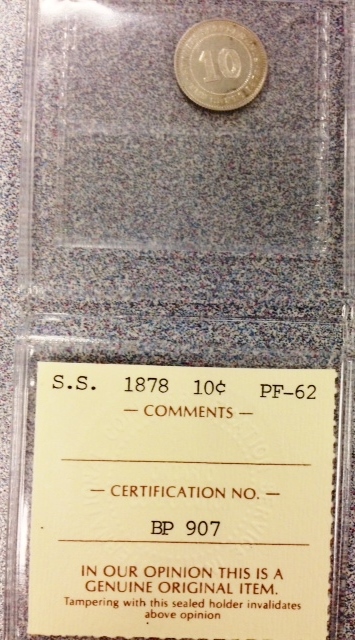 10
S.S. 1878 10¢ PF-62
— COMMENTS —
— CERTIFICATION NO. —
BP 907
IN OUR OPINION THIS IS A
GENUINE ORIGINAL ITEM.
Tampering with this sealed holder invalidates
above opinion